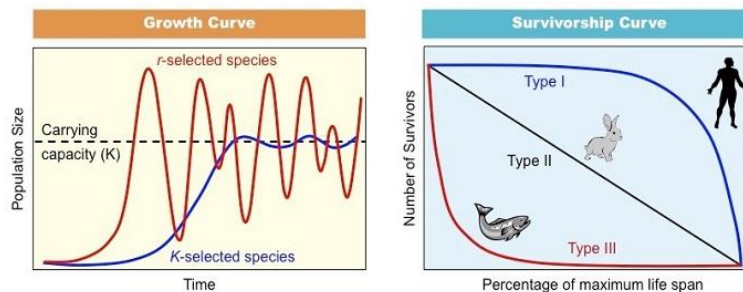 Growth Curve
r-selected species
Carrying
capacity (K)
K-selected species
Population Size
Time
Survivorship Curve
Type I
Type II
Type III
Number of Survivors
Percentage of maximum life span